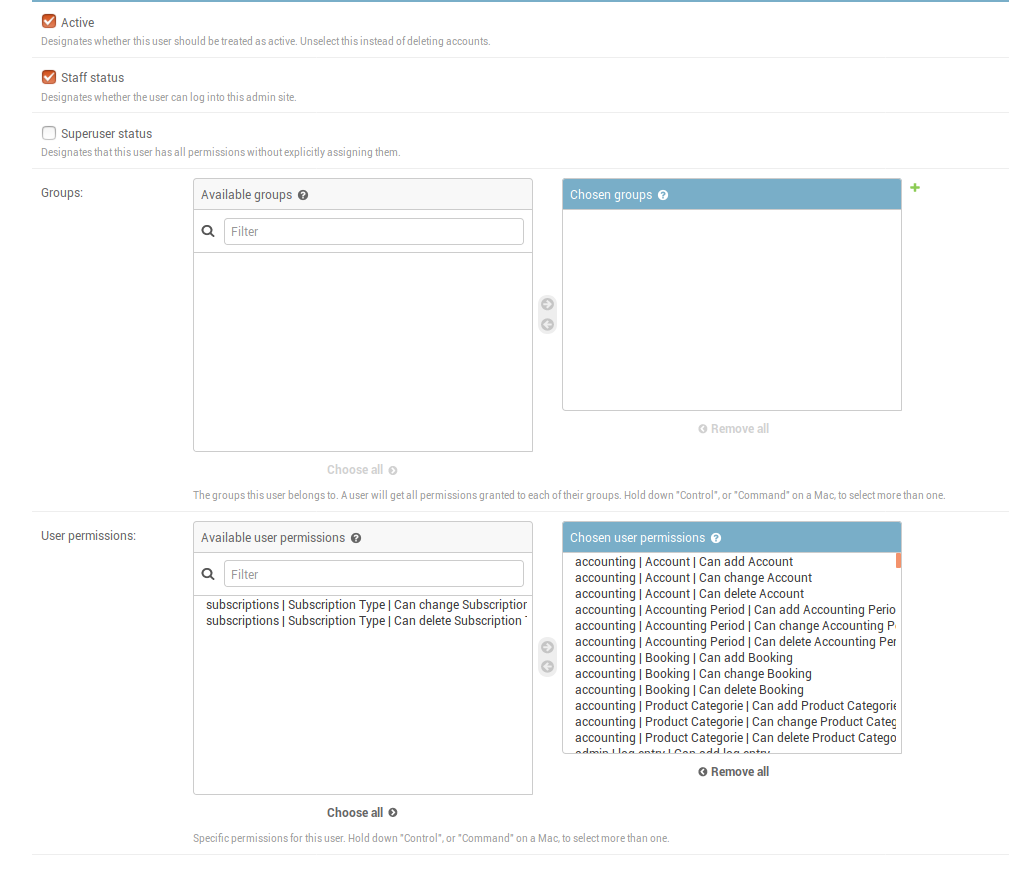 Active
Designates whether this user should be treated as active. Unselect this instead of deleting accounts.
Staff status
Designates whether the user can log into this admin site.
Superuser status
Designates that this user has all permissions without explicitly assigning them.
Groups:
Available groups
Filter
Choose all
Chosen groups
Remove all
The groups this user belongs to. A user will get all permissions granted to each of their groups. Hold down "Control", or "Command" on a Mac, to select more than one.
User permissions:
Available user permissions
Filter
subscriptions | Subscription Type | Can change Subscription
subscriptions | Subscription Type | Can delete Subscription
Choose all
Chosen user permissions
accounting | Account | Can add Account
accounting | Account | Can change Account
accounting | Account | Can delete Account
accounting | Accounting Period | Can add Accounting Perio
accounting | Accounting Period | Can change Accounting P
accounting | Accounting Period | Can delete Accounting Per
accounting | Booking | Can add Booking
accounting | Booking | Can change Booking
accounting | Booking | Can delete Booking
accounting | Product Categorie | Can add Product Categorie
accounting | Product Categorie | Can change Product Categ
accounting | Product Categorie | Can delete Product Catego
admin | log entry | Can add log entry
Remove all
Specific permissions for this user. Hold down "Control", or "Command" on a Mac, to select more than one.